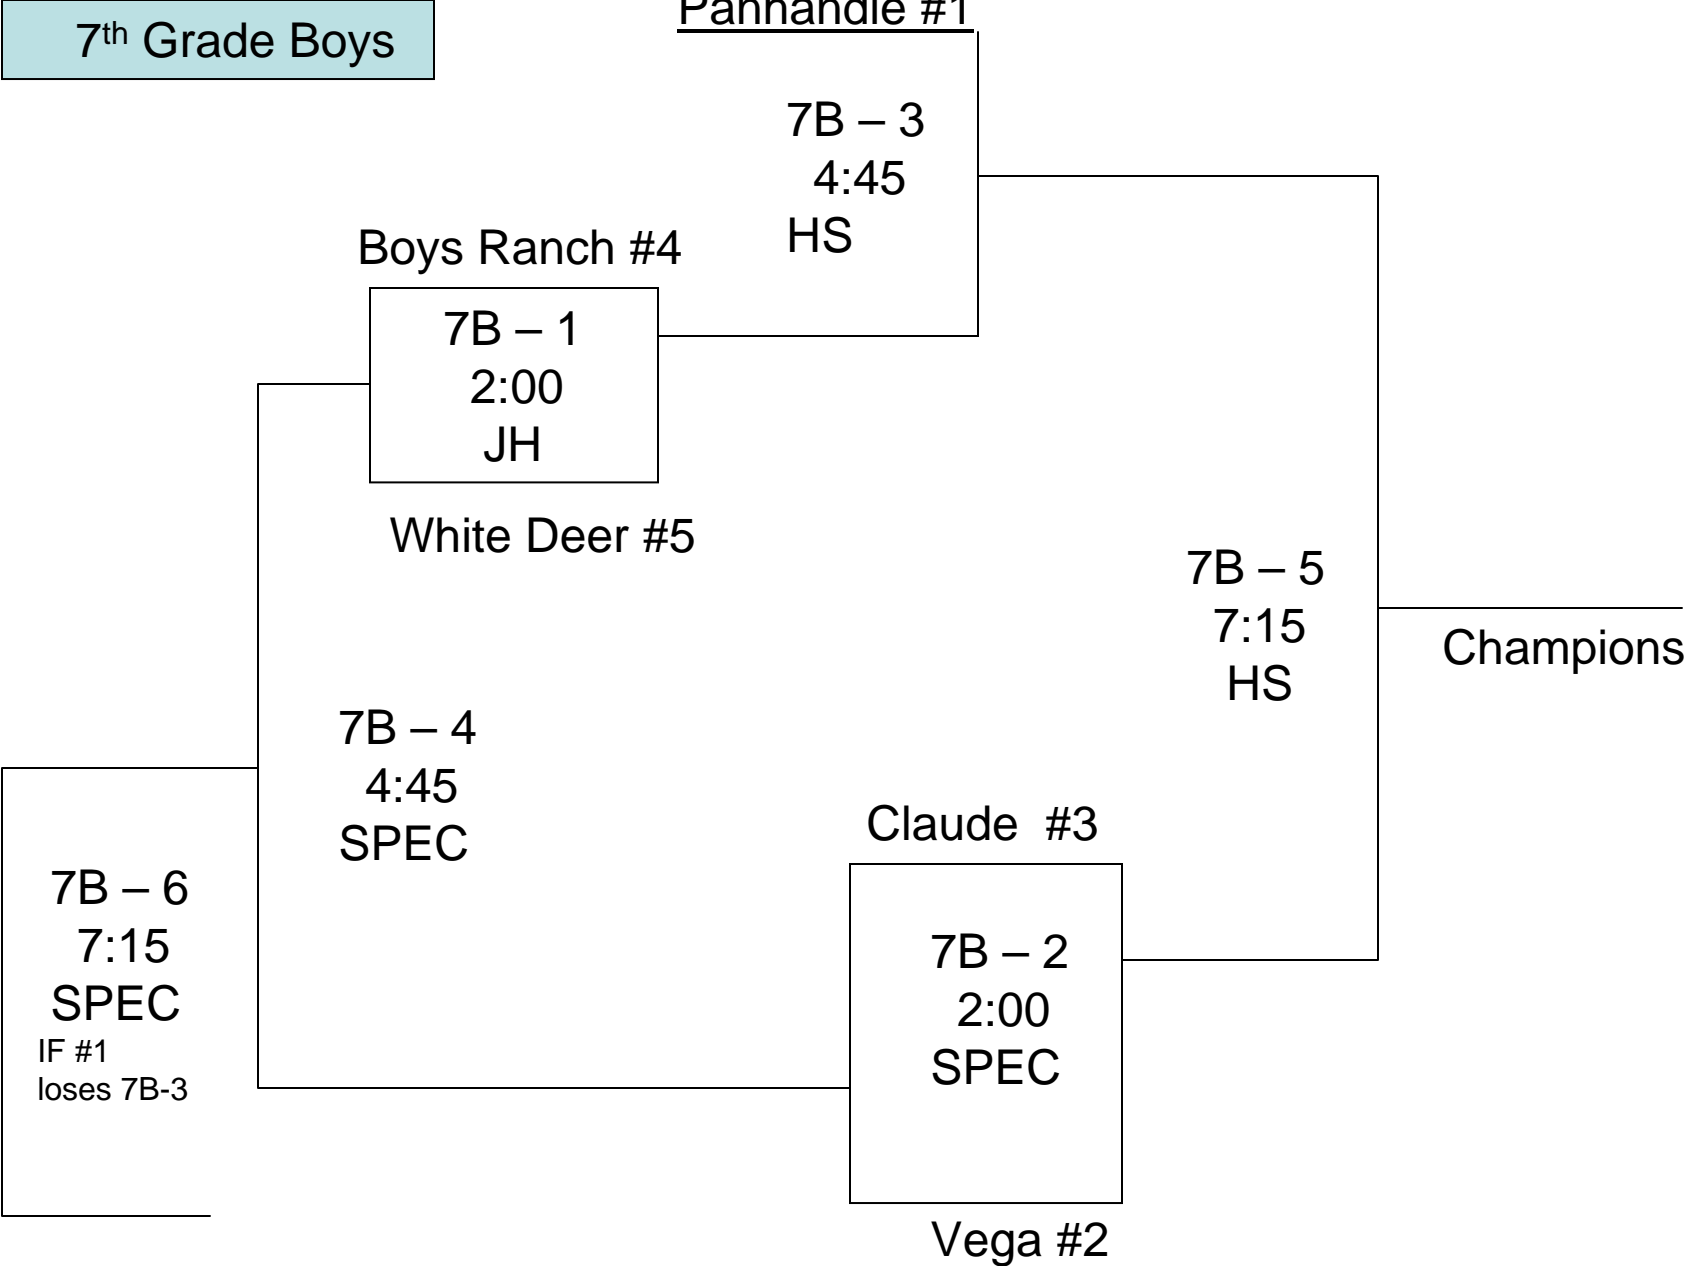 Panhandle #1
7th Grade Boys
7B – 3
4:45
HS
Boys Ranch #4
7B – 1
2:00
JH
White Deer #5
7B – 5
7:15
HS
Champions
7B – 4
4:45
SPEC
Claude #3
7B – 6
7:15
SPEC
IF #1
loses 7B-3
7B – 2
2:00
SPEC
Vega #2